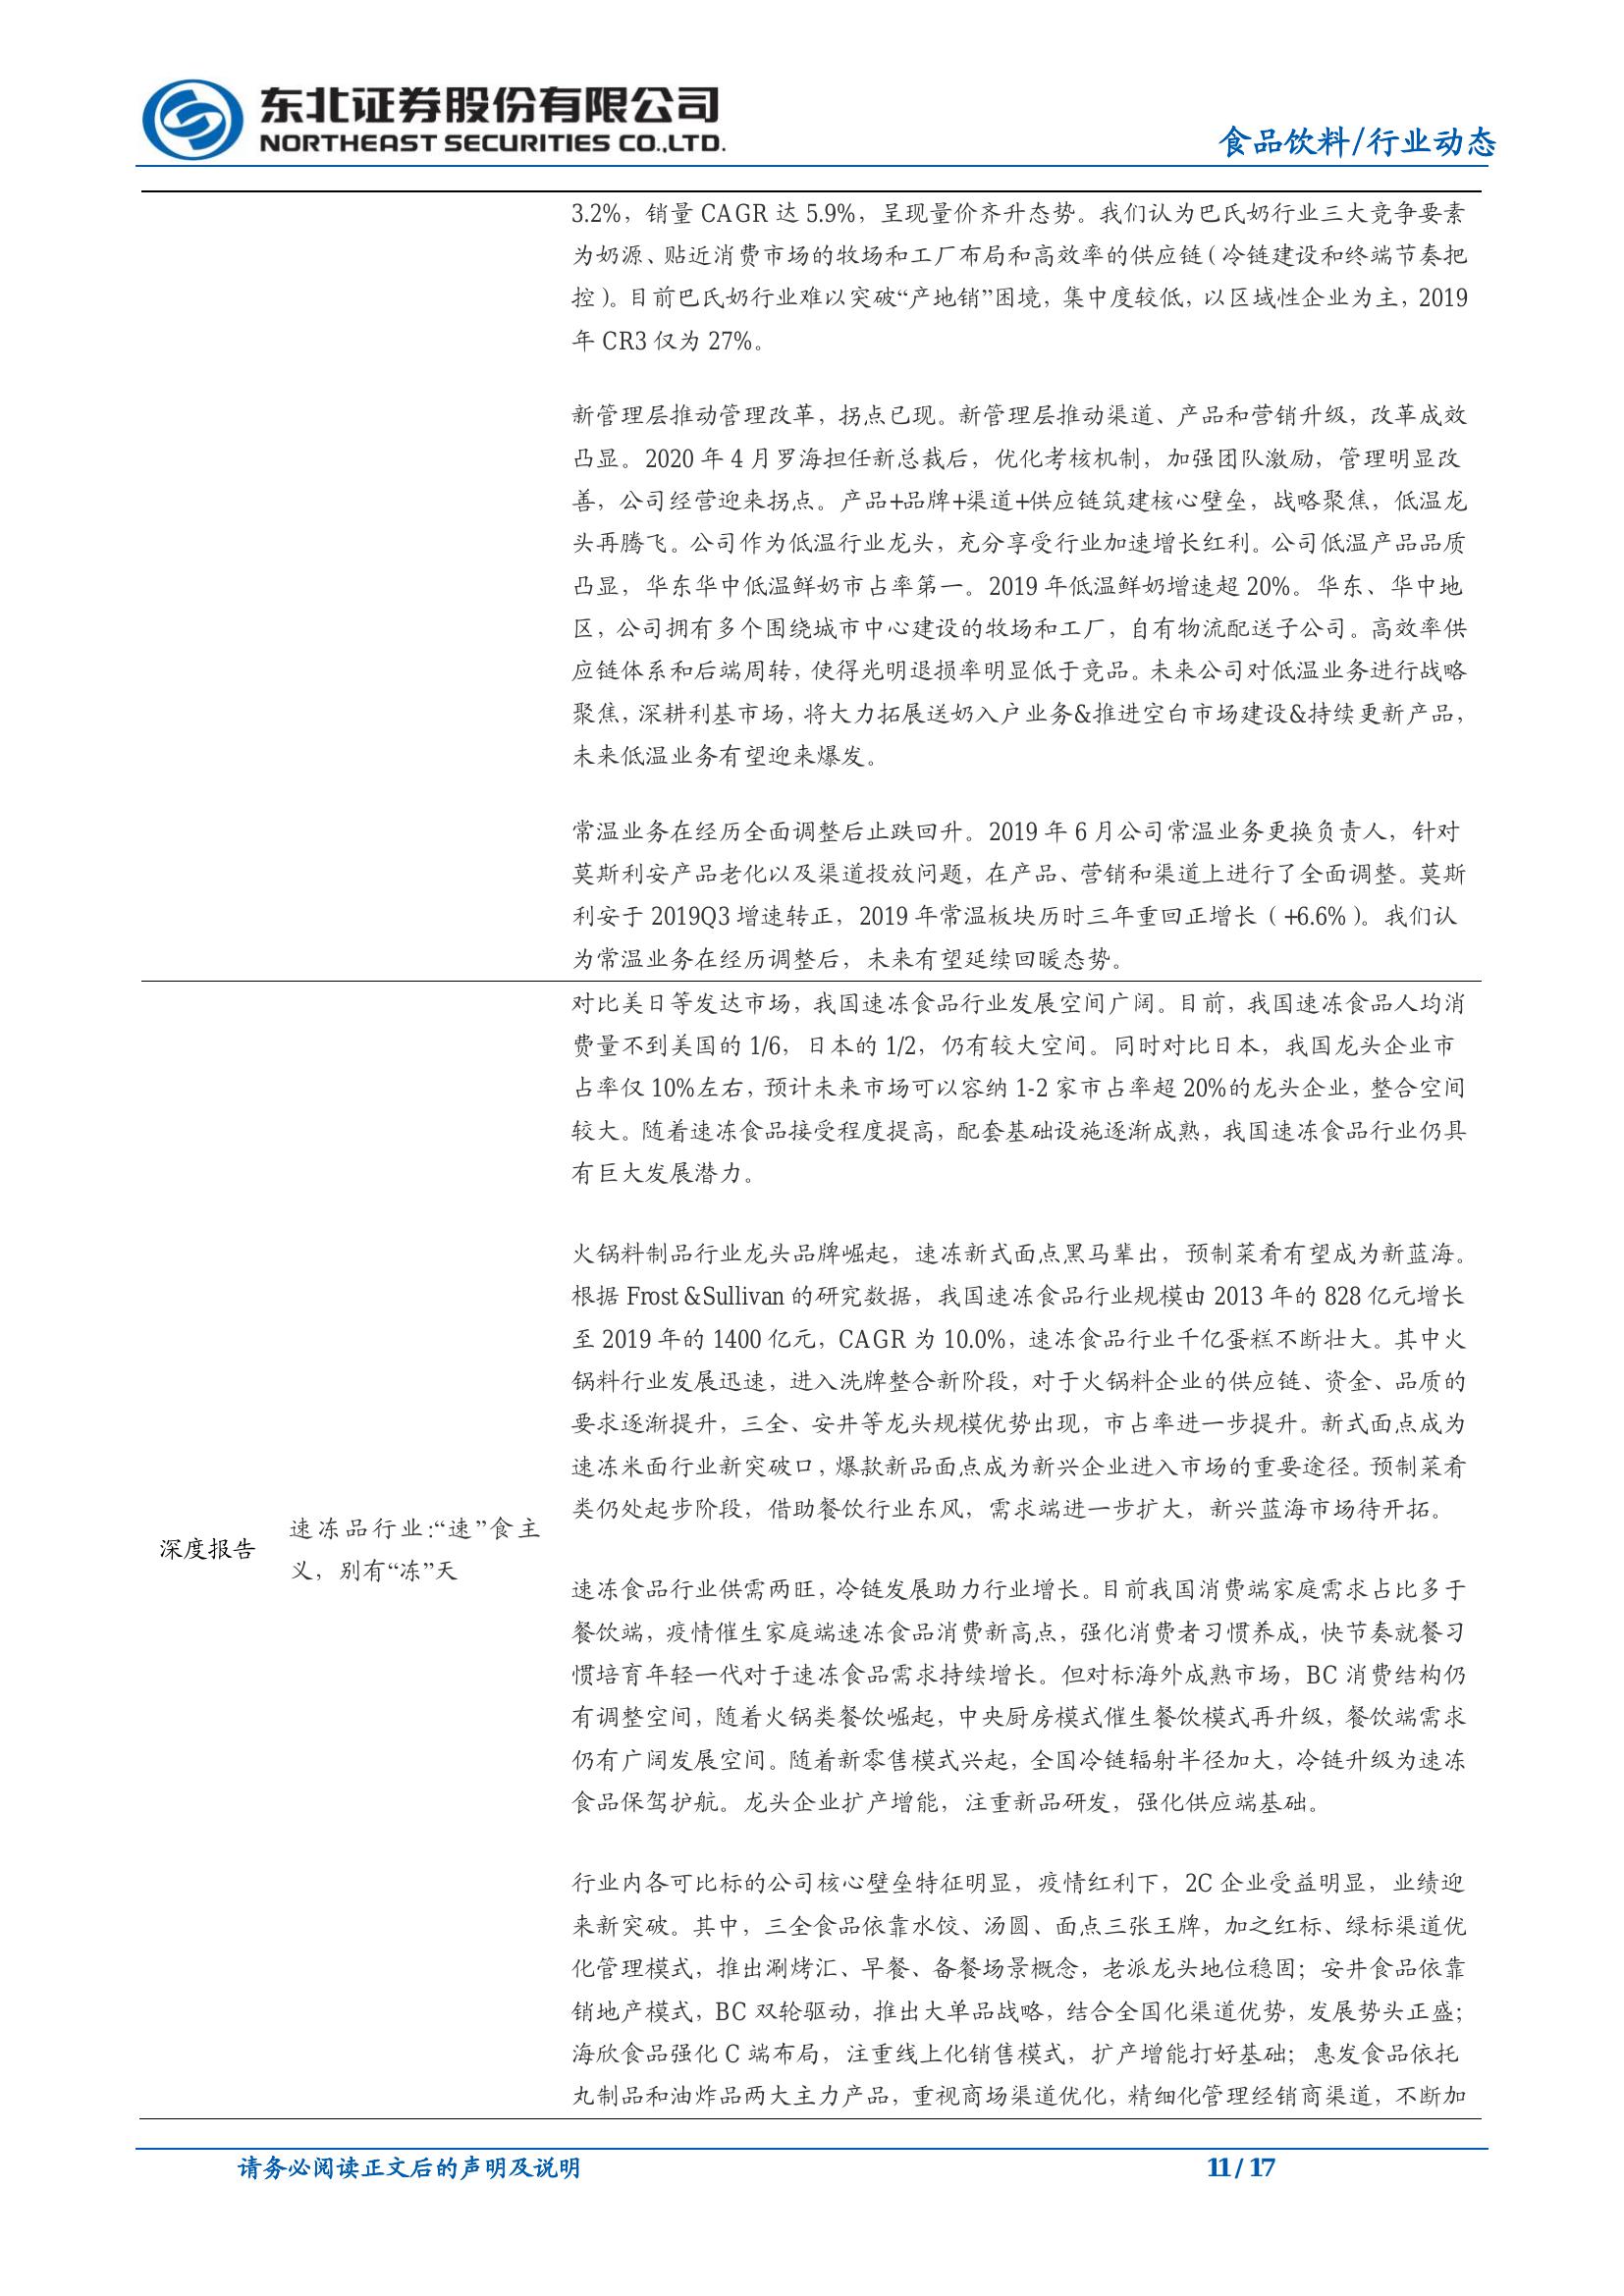 东北证券股份有限公司
NORTHEAST SECURITIES CO.,LTD.
食品饮料/行业动态
3.2%，销量 CAGR 达 5.9%，呈现量价齐升态势。我们认为巴氏奶行业三大竞争要素
为奶源、贴近消费市场的牧场和工厂布局和高效率的供应链（冷链建设和终端节奏把
控）。目前巴氏奶行业难以突破“产地销”困境，集中度较低，以区域性企业为主，2019
年 CR3 仅为 27%。
新管理层推动管理改革，拐点已现。新管理层推动渠道、产品和营销升级，改革成效
凸显。2020 年 4 月罗海担任新总裁后，优化考核机制，加强团队激励，管理明显改
善，公司经营迎来拐点。产品+品牌+渠道+供应链筑建核心壁垒，战略聚焦，低温龙
头再腾飞。公司作为低温行业龙头，充分享受行业加速增长红利。公司低温产品品质
凸显，华东华中低温鲜奶市占率第一。2019 年低温鲜奶增速超 20%。华东、华中地
区，公司拥有多个围绕城市中心建设的牧场和工厂，自有物流配送子公司。高效率供
应链体系和后端周转，使得光明退损率明显低于竞品。未来公司对低温业务进行战略
聚焦，深耕利基市场，将大力拓展送奶入户业务&推进空白市场建设&持续更新产品，
未来低温业务有望迎来爆发。
常温业务在经历全面调整后止跌回升。2019 年 6 月公司常温业务更换负责人，针对
莫斯利安产品老化以及渠道投放问题，在产品、营销和渠道上进行了全面调整。莫斯
利安于 2019Q3 增速转正，2019 年常温板块历时三年重回正增长（+6.6%）。我们认
为常温业务在经历调整后，未来有望延续回暖态势。
对比美日等发达市场，我国速冻食品行业发展空间广阔。目前，我国速冻食品人均消
费量不到美国的 1/6，日本的 1/2，仍有较大空间。同时对比日本，我国龙头企业市
占率仅 10%左右，预计未来市场可以容纳 1-2 家市占率超 20%的龙头企业，整合空间
较大。随着速冻食品接受程度提高，配套基础设施逐渐成熟，我国速冻食品行业仍具
有巨大发展潜力。
火锅料制品行业龙头品牌崛起，速冻新式面点黑马辈出，预制菜肴有望成为新蓝海。
根据 Frost &Sullivan 的研究数据，我国速冻食品行业规模由 2013 年的 828 亿元增长
至 2019 年的 1400 亿元，CAGR 为 10.0%，速冻食品行业千亿蛋糕不断壮大。其中火
锅料行业发展迅速，进入洗牌整合新阶段，对于火锅料企业的供应链、资金、品质的
要求逐渐提升，三全、安井等龙头规模优势出现，市占率进一步提升。新式面点成为
速冻米面行业新突破口，爆款新品面点成为新兴企业进入市场的重要途径。预制菜肴
类仍处起步阶段，借助餐饮行业东风，需求端进一步扩大，新兴蓝海市场待开拓。
深度报告
速冻品行业:“速”食主
义，别有“冻”天
速冻食品行业供需两旺，冷链发展助力行业增长。目前我国消费端家庭需求占比多于
餐饮端，疫情催生家庭端速冻食品消费新高点，强化消费者习惯养成，快节奏就餐习
惯培育年轻一代对于速冻食品需求持续增长。但对标海外成熟市场，BC 消费结构仍
有调整空间，随着火锅类餐饮崛起，中央厨房模式催生餐饮模式再升级，餐饮端需求
仍有广阔发展空间。随着新零售模式兴起，全国冷链辐射半径加大，冷链升级为速冻
食品保驾护航。龙头企业扩产增能，注重新品研发，强化供应端基础。
行业内各可比标的公司核心壁垒特征明显，疫情红利下，2C 企业受益明显，业绩迎
来新突破。其中，三全食品依靠水饺、汤圆、面点三张王牌，加之红标、绿标渠道优
化管理模式，推出涮烤汇、早餐、备餐场景概念，老派龙头地位稳固；安井食品依靠
销地产模式，BC 双轮驱动，推出大单品战略，结合全国化渠道优势，发展势头正盛；
海欣食品强化 C 端布局，注重线上化销售模式，扩产增能打好基础；惠发食品依托
丸制品和油炸品两大主力产品，重视商场渠道优化，精细化管理经销商渠道，不断加
请务必阅读正文后的声明及说明
11 / 17